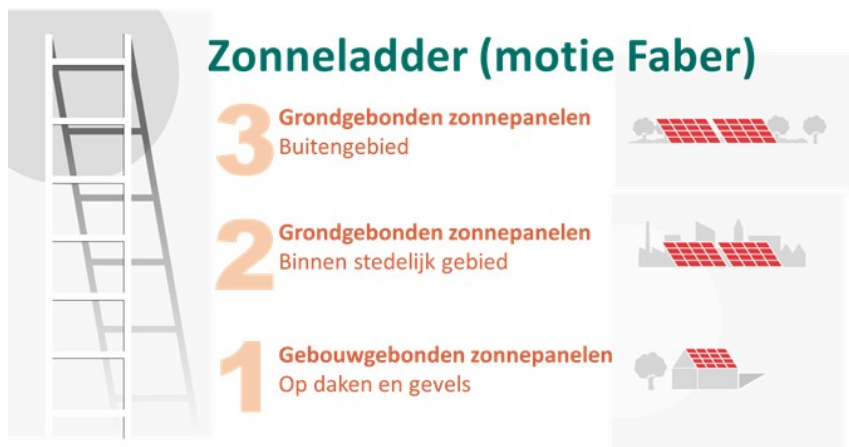 Zonneladder (motie Faber)
3
Grondgebonden zonnepanelen
Buitengebied
2
Grondgebonden zonnepanelen
Binnen stedelijk gebied
1
Gebouwgebonden zonnepanelen
Op daken en gevels